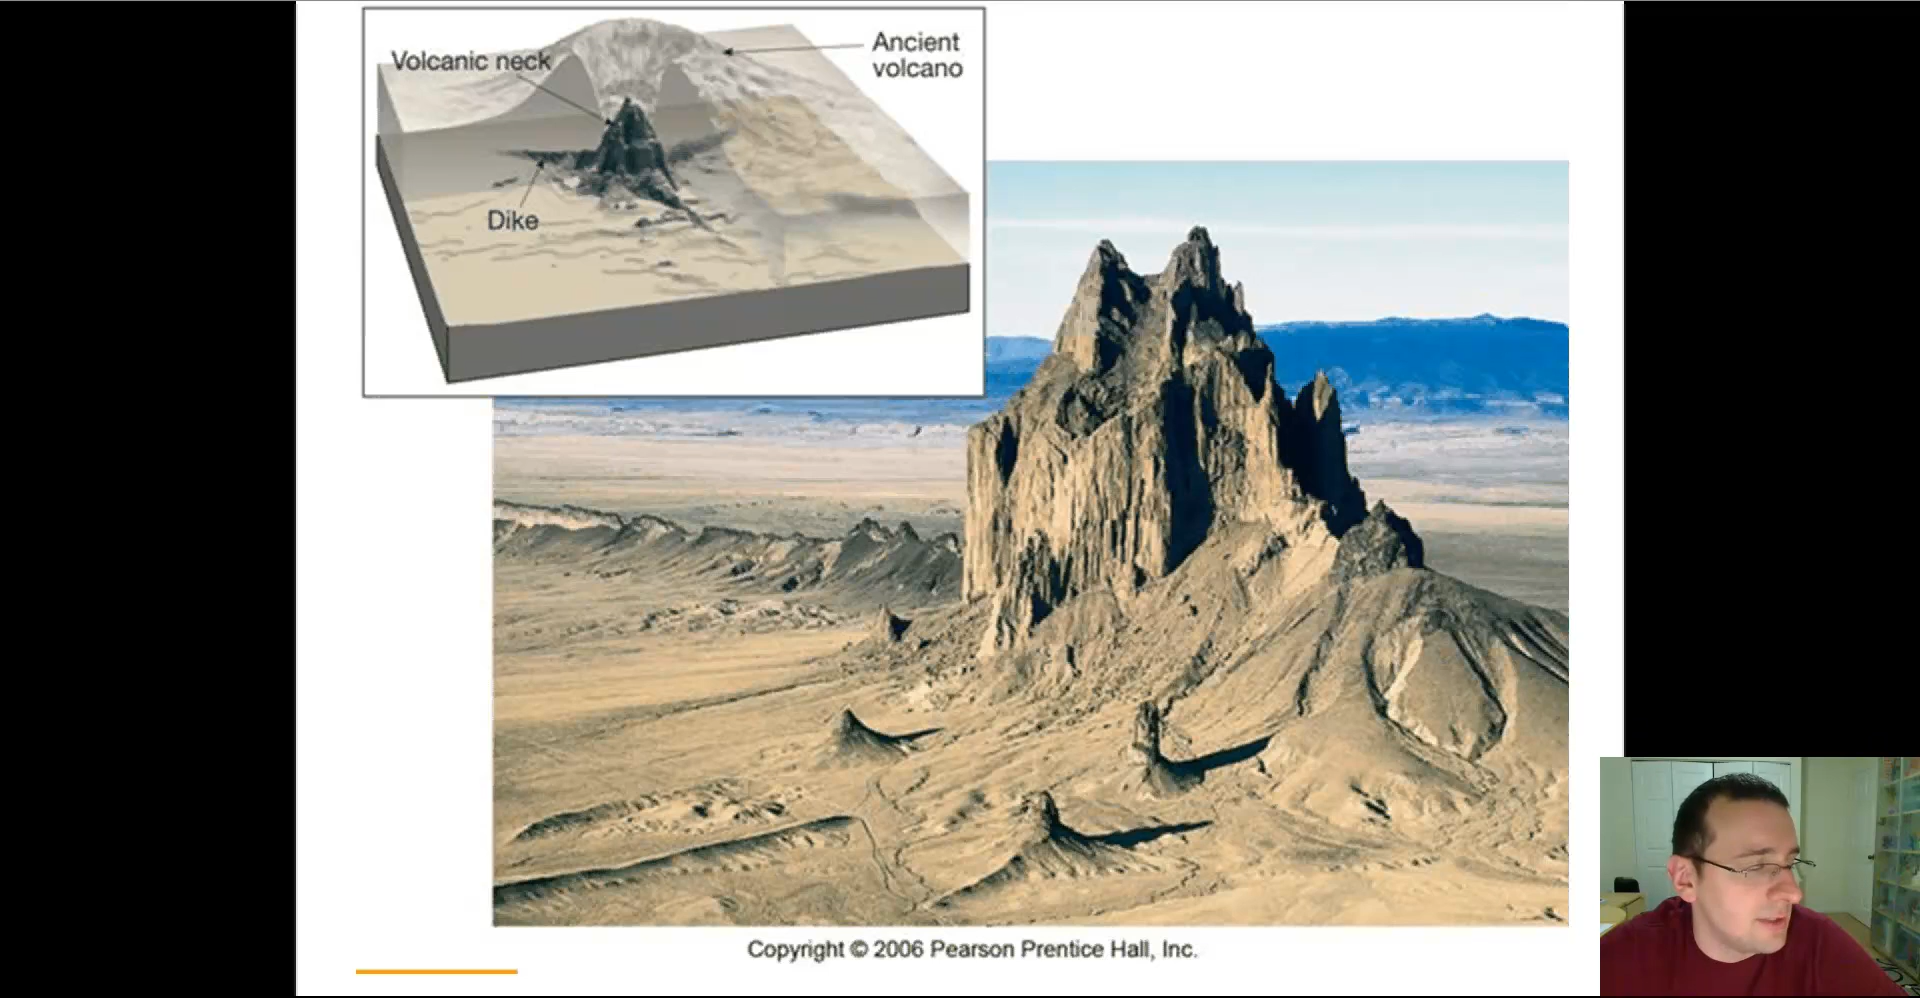 Volcanic neck
Ancient
volcano
Dike
Copyright © 2006 Pearson Prentice Hall, Inc.